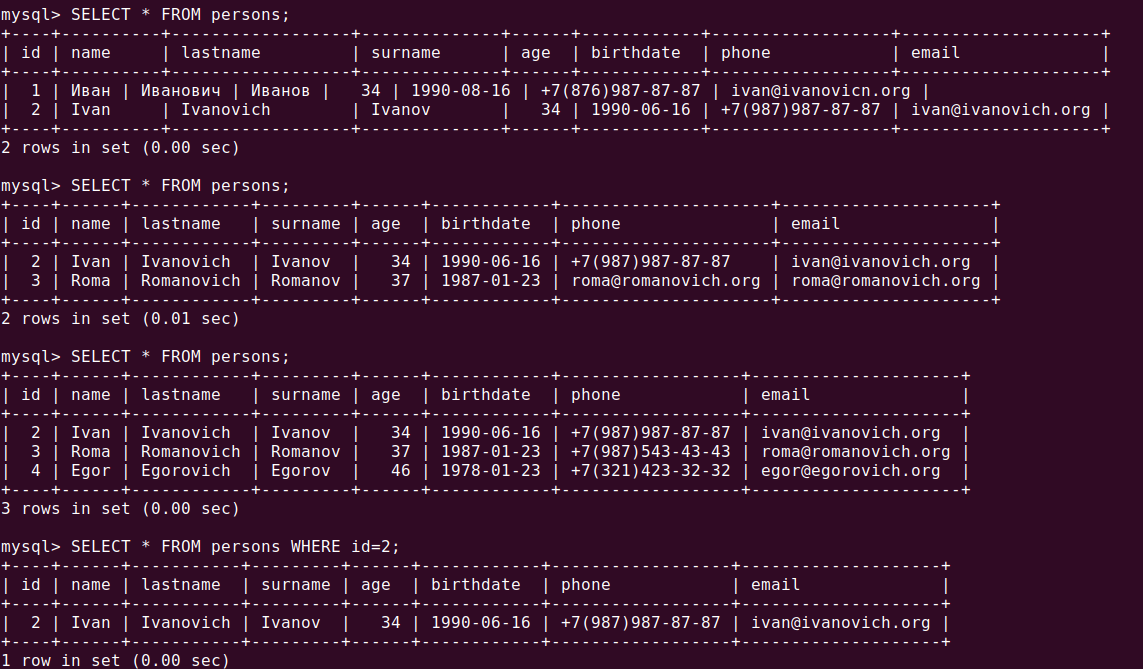 mysql> SELECT * FROM persons;
+----+----------+------------------+--------------+------+------------+------------------+--------------------+
| id | name     | lastname         | surname      | age  | birthdate  | phone            | email              |
+----+----------+------------------+--------------+------+------------+------------------+--------------------+
|  1 | Иван | Иванович | Иванов |   34 | 1990-08-16 | +7(876)987-87-87 | ivan@ivanovicn.org |
|  2 | Ivan     | Ivanovich        | Ivanov       |   34 | 1990-06-16 | +7(987)987-87-87 | ivan@ivanovich.org |
+----+----------+------------------+--------------+------+------------+------------------+--------------------+
2 rows in set (0.00 sec)
mysql> SELECT * FROM persons;
+----+------+------------+---------+------+------------+---------------------+---------------------+
| id | name | lastname   | surname | age  | birthdate  | phone               | email               |
+----+------+------------+---------+------+------------+---------------------+---------------------+
|  2 | Ivan | Ivanovich  | Ivanov  |   34 | 1990-06-16 | +7(987)987-87-87    | ivan@ivanovich.org  |
|  3 | Roma | Romanovich | Romanov |   37 | 1987-01-23 | roma@romanovich.org | roma@romanovich.org |
+----+------+------------+---------+------+------------+---------------------+---------------------+
2 rows in set (0.01 sec)
mysql> SELECT * FROM persons;
+----+------+------------+---------+------+------------+------------------+---------------------+
| id | name | lastname   | surname | age  | birthdate  | phone            | email               |
+----+------+------------+---------+------+------------+------------------+---------------------+
|  2 | Ivan | Ivanovich  | Ivanov  |   34 | 1990-06-16 | +7(987)987-87-87 | ivan@ivanovich.org  |
|  3 | Roma | Romanovich | Romanov |   37 | 1987-01-23 | +7(987)543-43-43 | roma@romanovich.org |
|  4 | Egor | Egorovich  | Egorov  |   46 | 1978-01-23 | +7(321)423-32-32 | egor@egorovich.org  |
+----+------+------------+---------+------+------------+------------------+---------------------+
3 rows in set (0.00 sec)
mysql> SELECT * FROM persons WHERE id=2;
+----+------+-----------+---------+------+------------+------------------+--------------------+
| id | name | lastname  | surname | age  | birthdate  | phone            | email              |
+----+------+-----------+---------+------+------------+------------------+--------------------+
|  2 | Ivan | Ivanovich | Ivanov  |   34 | 1990-06-16 | +7(987)987-87-87 | ivan@ivanovich.org |
+----+------+-----------+---------+------+------------+------------------+--------------------+
1 row in set (0.00 sec)